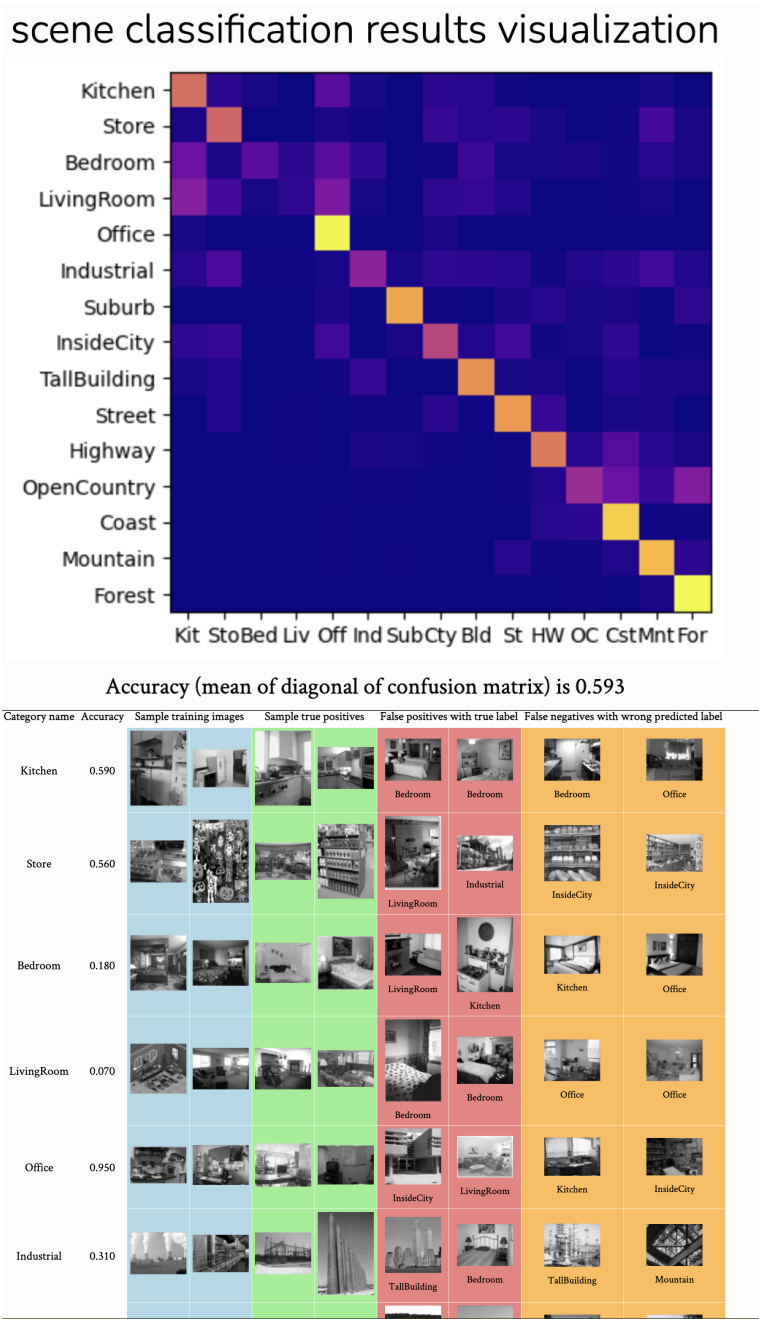 scene classification results visualization
Kitchen
Store
Bedroom
LivingRoom
Office
Industrial
Suburb
InsideCity
TallBuilding
Street
Highway
OpenCountry
Coast
Mountain
Forest
Kit Sto Bed Liv Off Ind Sub Cty Bld St HW OC Cst Mnt For
Accuracy (mean of diagonal of confusion matrix) is 0.593
Category name Accuracy Sample training images Sample true positives False positives with true label False negatives with wrong predicted label
Kitchen 0.590
Bedroom Bedroom Bedroom Office
Store 0.560
LivingRoom Industrial InsideCity InsideCity
Bedroom 0.180
LivingRoom Kitchen Kitchen Office
LivingRoom 0.070
Bedroom Bedroom Office Office
Office 0.950
InsideCity LivingRoom Kitchen InsideCity
Industrial 0.310
TallBuilding Bedroom TallBuilding Mountain